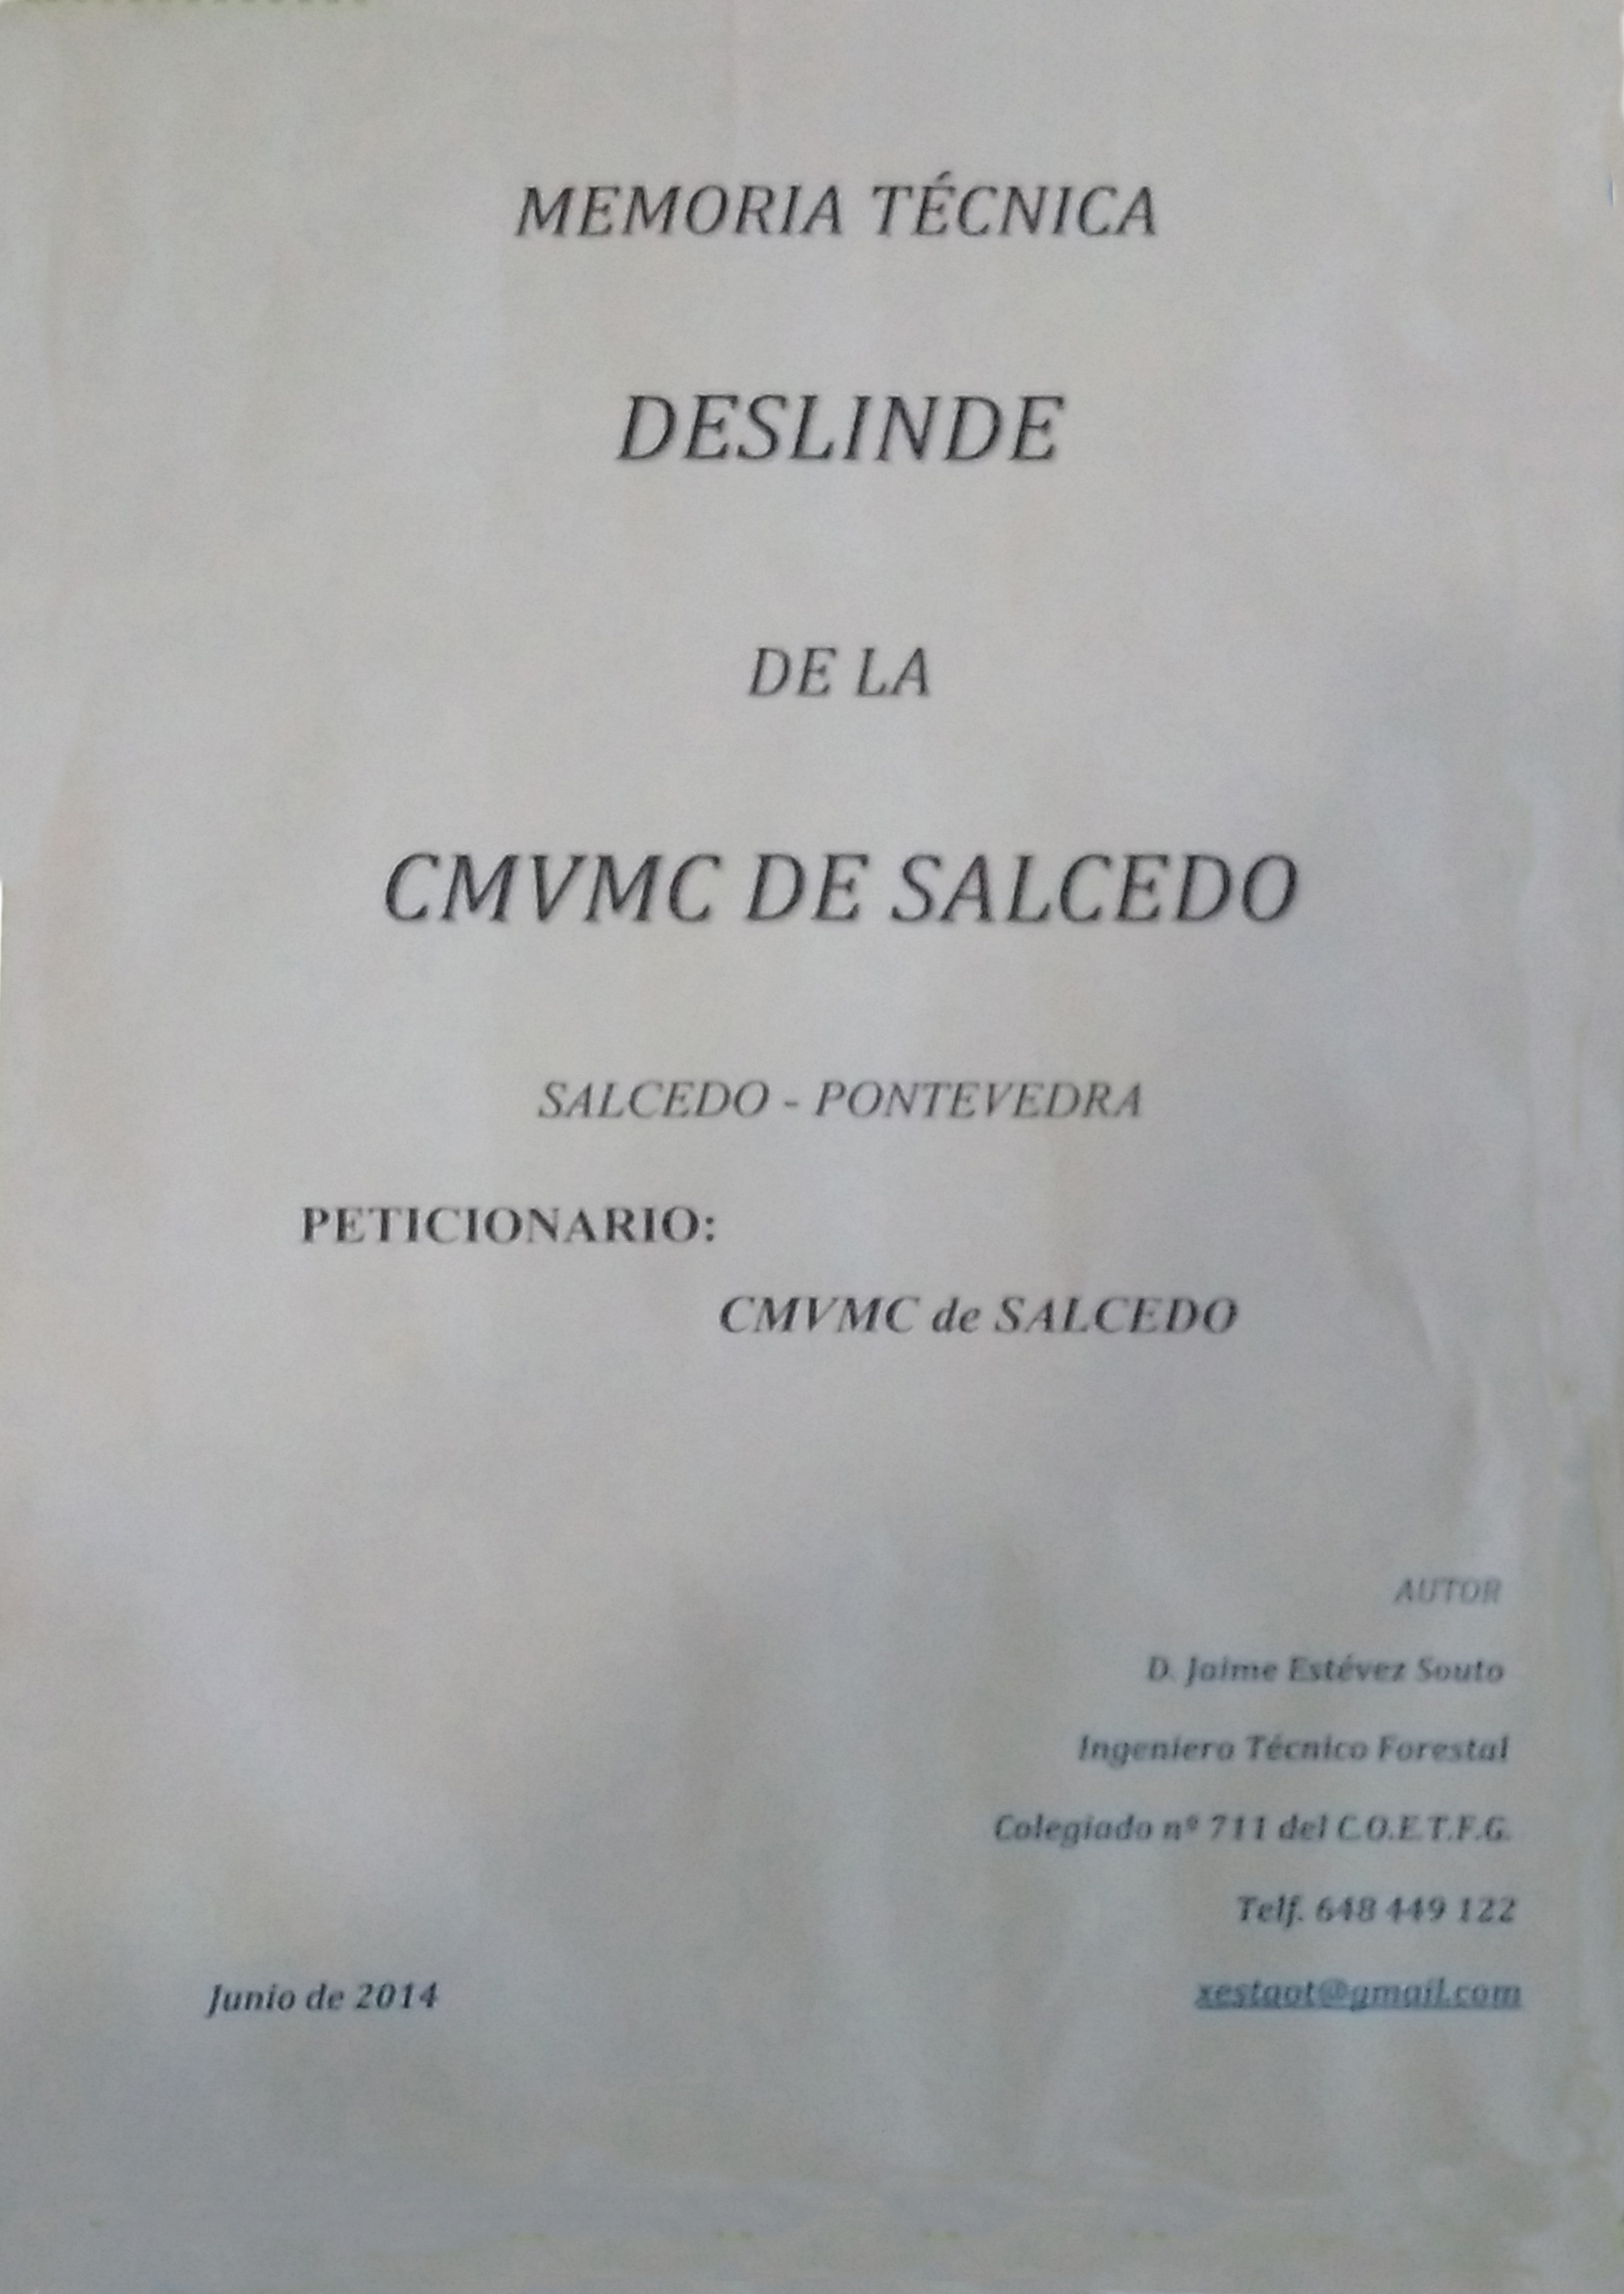 MEMORIA TÉCNICA
DESLINDE
DE LA
CMVMC DE SALCEDO
SALCEDO - PONTEVEDRA
PETICIONARIO:
CMVMC de SALCEDO
AUTOR
D. Jaime Estévez Souto
Ingeniero Técnico Forestal
Colegiado nº 711 del C.O.E.T.F.G.
Telf. 648 449 122
Junio de 2014
xestaot@gmail.com